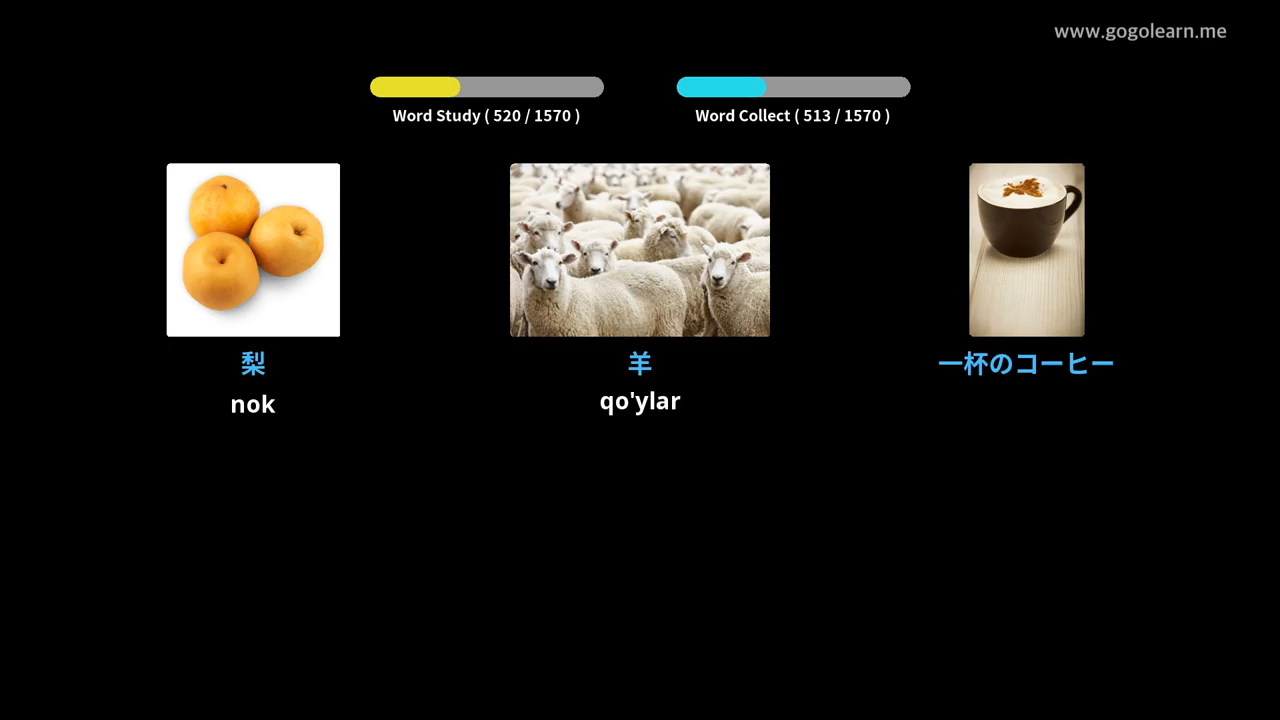 www.gogolearn.me
Word Study ( 520 / 1570 )
Word Collect ( 513 / 1570 )
梨
羊
一杯のコーヒー
nok
qo'ylar